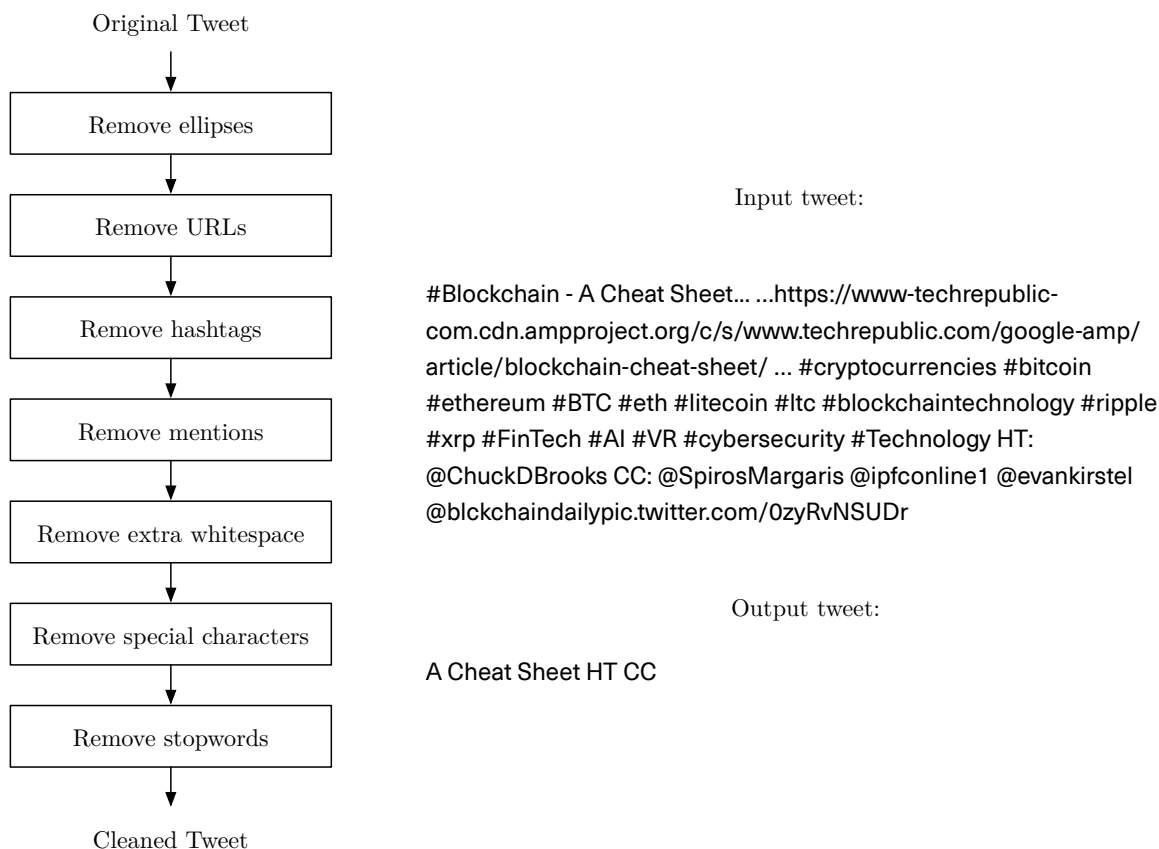 Original Tweet
Remove ellipses
Remove URLs
Remove hashtags
Remove mentions
Remove extra whitespace
Remove special characters
Remove stopwords
Cleaned Tweet
Input tweet:
#Blockchain - A Cheat Sheet... ...https://www-techrepublic-
com.cdn.ampproject.org/c/s/www.techrepublic.com/google-amp/
article/blockchain-cheat-sheet/ ... #cryptocurrencies #bitcoin
#ethereum #BTC #eth #litecoin #ltc #blockchaintechnology #ripple
#xrp #FinTech #AI #VR #cybersecurity #Technology HT:
@ChuckDBrooks CC: @SpirosMargaris @ipfconline1 @evankirstel
@blckchaindailypic.twitter.com/0zyRvNSUDr
Output tweet:
A Cheat Sheet HT CC